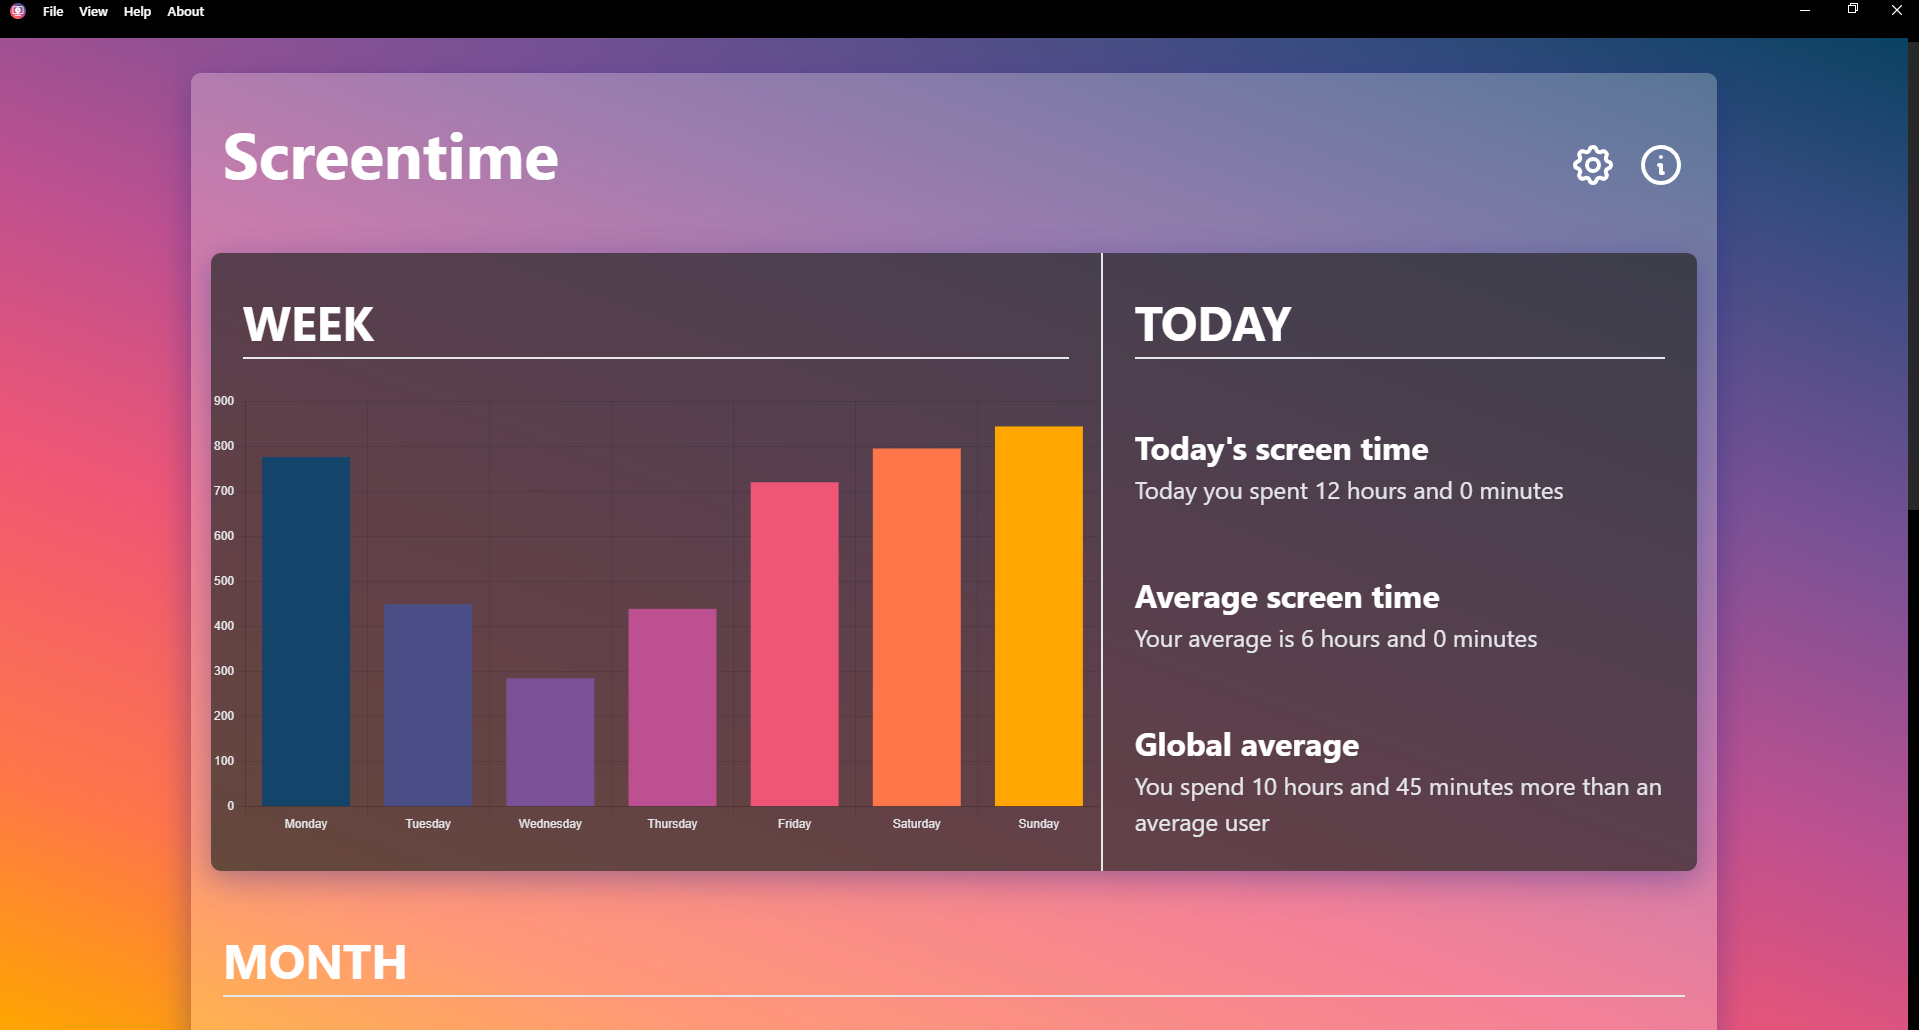 File View Help About
Screentime
WEEK
900
800
700
600
500
400
300
200
100
0
Monday Tuesday Wednesday Thursday Friday Saturday Sunday
TODAY
Today's screen time
Today you spent 12 hours and 0 minutes
Average screen time
Your average is 6 hours and 0 minutes
Global average
You spend 10 hours and 45 minutes more than an
average user
MONTH